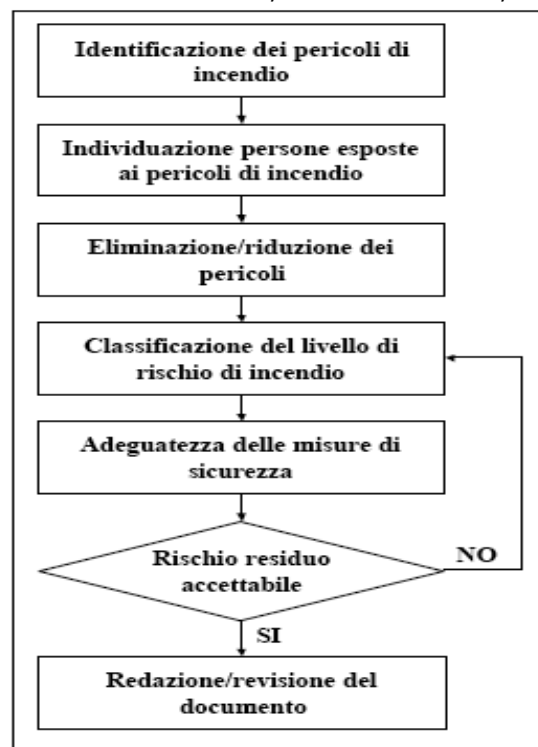 Identificazione dei pericoli di
incendio
Individuazione persone esposte
ai pericoli di incendio
Eliminazione/riduzione dei
pericoli
Classificazione del livello di
rischio di incendio
Adeguatezza delle misure di
sicurezza
Rischio residuo
accettabile
NO
SI
Redazione/revisione del
documento